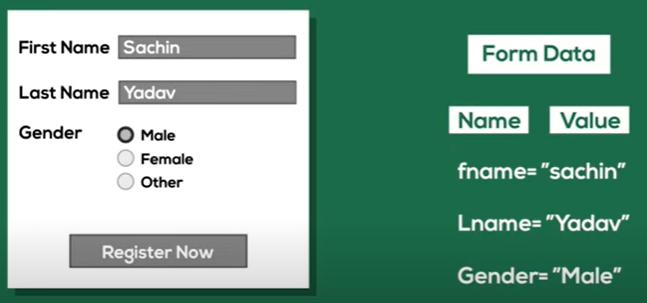 First Name Sachin
Last Name Yadav
Gender Male
Female
Other
Register Now
Form Data
Name Value
fname= "sachin"
Lname= "Yadav"
Gender= "Male"